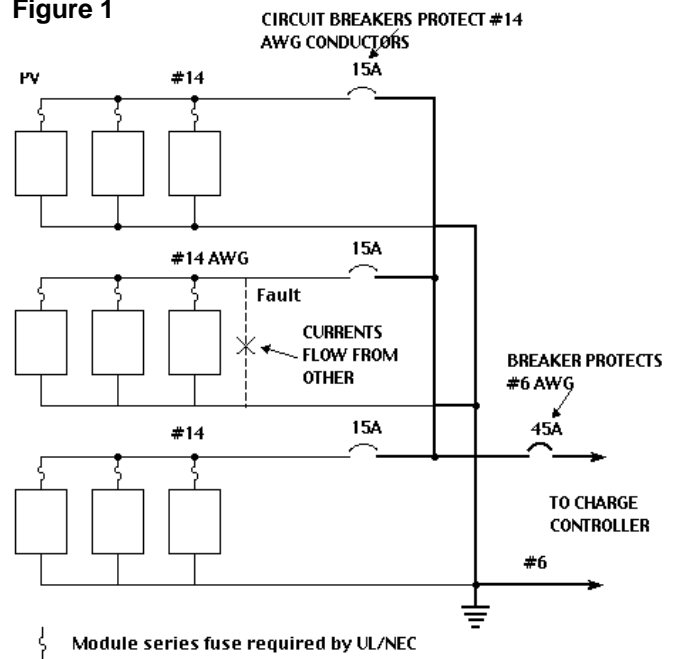 Figure 1
CIRCUIT BREAKERS PROTECT #14
AWG CONDUCTORS
PV
#14
15A
#14 AWG
15A
Fault
CURRENTS
FLOW FROM
OTHER
BREAKER PROTECTS
#6 AWG
#14
15A
45A
TO CHARGE
CONTROLLER
#6
Module series fuse required by UL/NEC